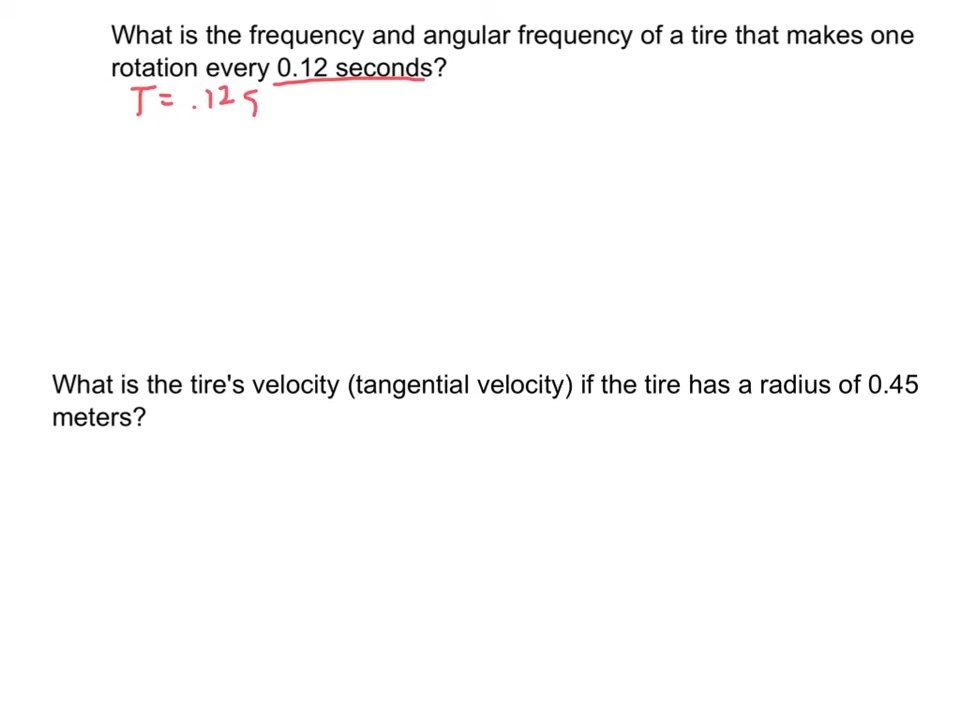 What is the frequency and angular frequency of a tire that makes one
rotation every 0.12 seconds?
T = .12 s
What is the tire's velocity (tangential velocity) if the tire has a radius of 0.45
meters?